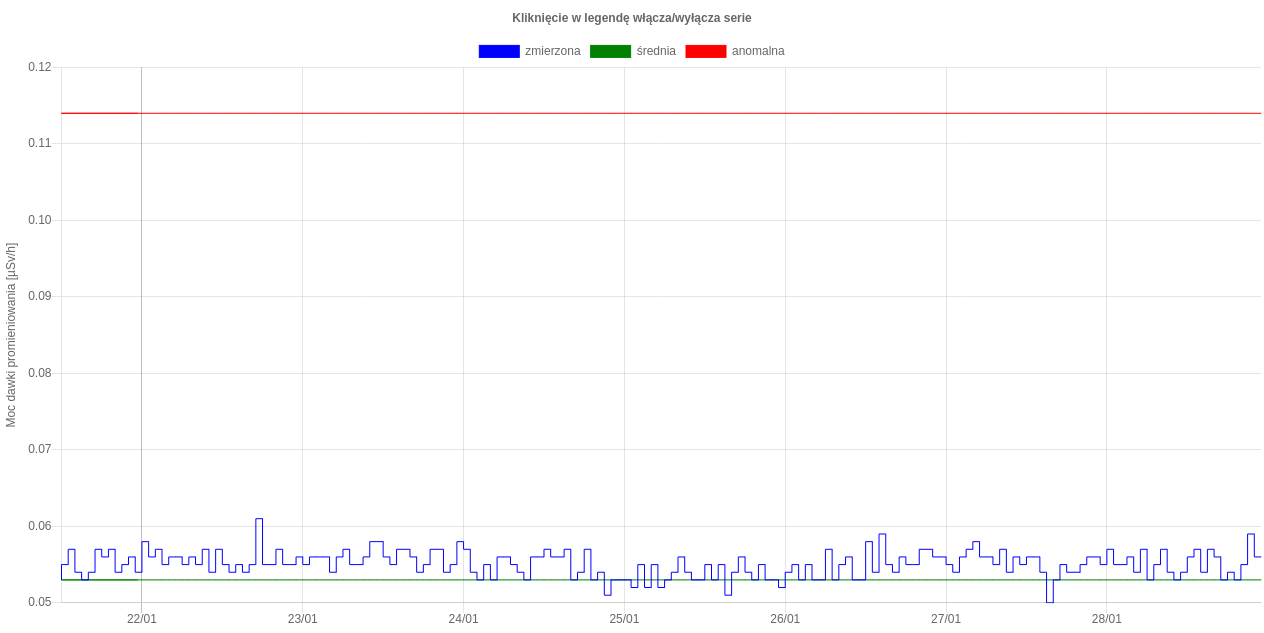 Kliknięcie w legendę włącza/wyłącza serie
zmierzona średnia anomalna
Moc dawki promieniowania [µSv/h]
0.12
0.11
0.10
0.09
0.08
0.07
0.06
0.05
22/01 23/01 24/01 25/01 26/01 27/01 28/01